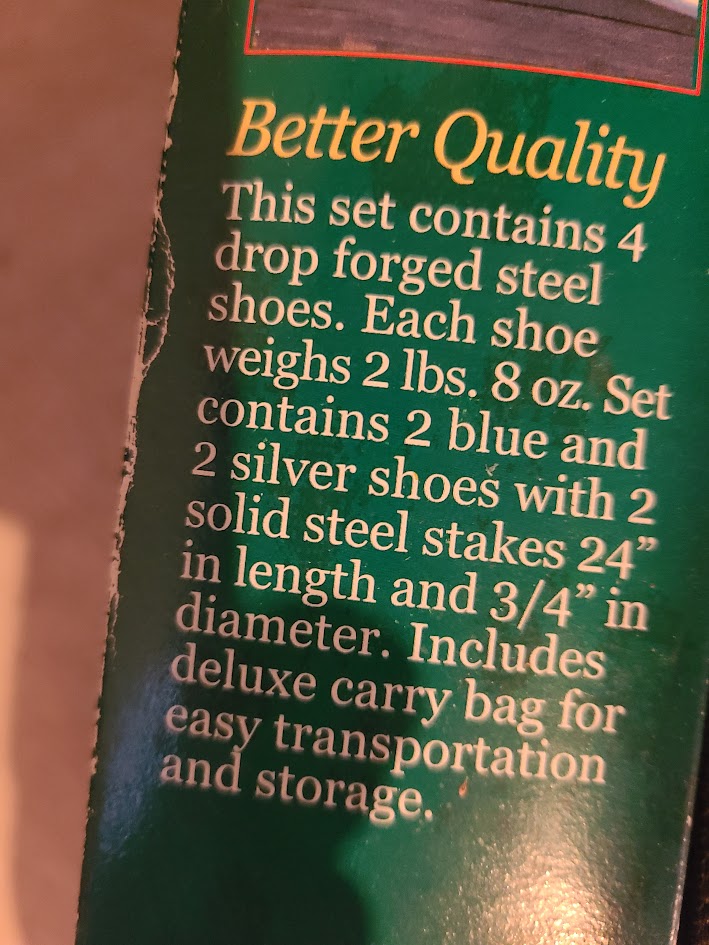 Better Quality
This set contains 4
drop forged steel
shoes. Each shoe
weighs 2 lbs. 8 oz. Set
contains 2 blue and
2 silver shoes with 2
solid steel stakes 24”
in length and 3/4” in
diameter. Includes
deluxe carry bag for
easy transportation
and storage.